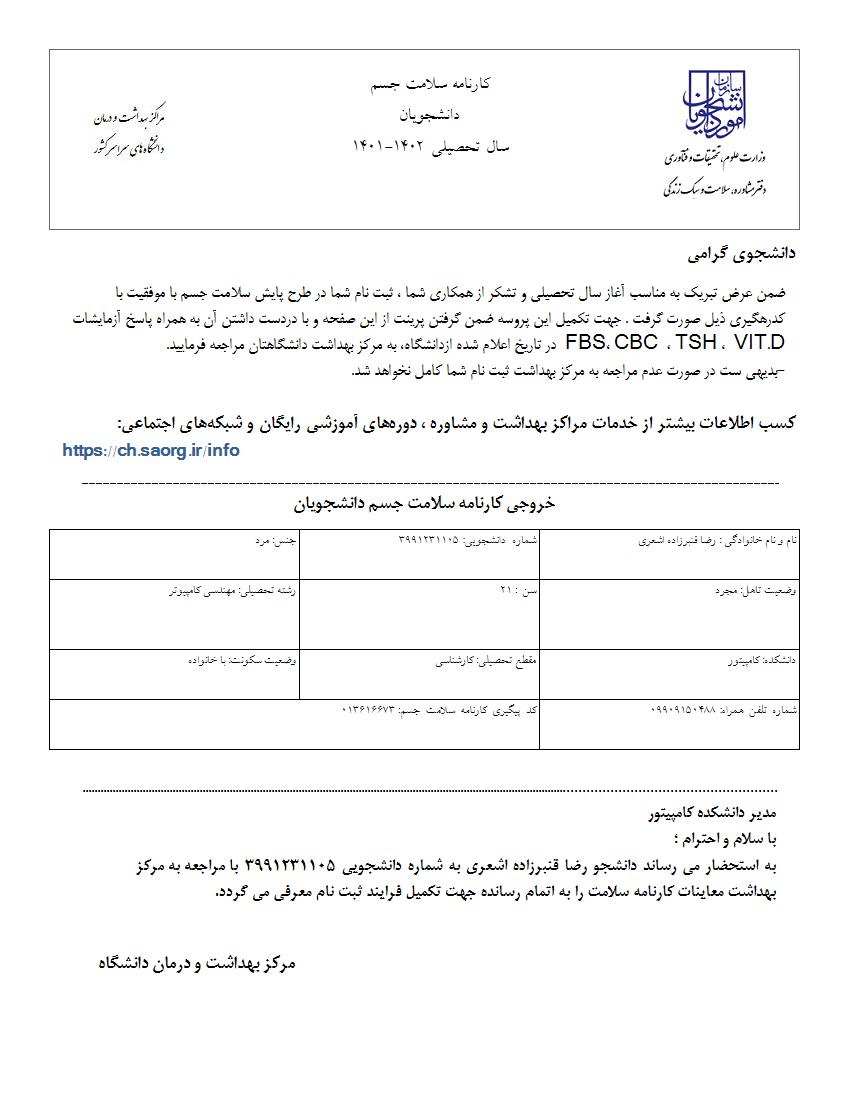 سازمان امور دانشجویان
وزارت علوم، تحقیقات و فناوری
دفتر مشاوره، سلامت و سبک زندگی
کارنامه سلامت جسم
دانشجویان
سال تحصیلی ۱۴۰۲-۱۴۰۱
مراکز بهداشت و درمان
دانشگاه‌های سراسر کشور
دانشجوی گرامی
ضمن عرض تبریک به مناسب آغاز سال تحصیلی و تشکر از همکاری شما ، ثبت نام شما در طرح پایش سلامت جسم با موفقیت با
کدرهگیری ذیل صورت گرفت . جهت تکمیل این پروسه ضمن گرفتن پرینت از این صفحه و با دردست داشتن آن به همراه پاسخ آزمایشات
FBS، CBC ، TSH ، VIT.D در تاریخ اعلام شده ازدانشگاه، به مرکز بهداشت دانشگاهتان مراجعه فرمایید.
-بدیهی ست در صورت عدم مراجعه به مرکز بهداشت ثبت نام شما کامل نخواهد شد.
کسب اطلاعات بیشتر از خدمات مراکز بهداشت و مشاوره ، دوره‌های آموزشی رایگان و شبکه‌های اجتماعی:
https://ch.saorg.ir/info
خروجی کارنامه سلامت جسم دانشجویان
نام و نام خانوادگی : رضا قنبرزاده اشعری
شماره دانشجویی: ۳۹۹۱۲۳۱۱۰۵
جنس: مرد
وضعیت تاهل: مجرد
سن : ۲۱
رشته تحصیلی: مهندسی کامپیوتر
دانشکده: کامپیتور
مقطع تحصیلی: کارشناسی
وضعیت سکونت: با خانواده
شماره تلفن همراه: ۰۹۹۰۹۱۵۰۴۸۸
کد پیگیری کارنامه سلامت جسم: ۰۱۳۶۱۶۶۷۳
مدیر دانشکده کامپیتور
با سلام و احترام ؛
به استحضار می رساند دانشجو رضا قنبرزاده اشعری به شماره دانشجویی ۳۹۹۱۲۳۱۱۰۵ با مراجعه به مرکز
بهداشت معاینات کارنامه سلامت را به اتمام رسانده جهت تکمیل فرایند ثبت نام معرفی می گردد.
مرکز بهداشت و درمان دانشگاه